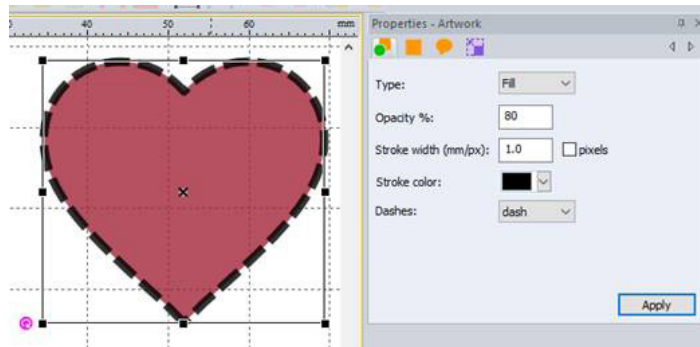 40 50 60 mm
Properties - Artwork
Type: Fill
Opacity %: 80
Stroke width (mm/px): 1.0 pixels
Stroke color:
Dashes: dash
Apply